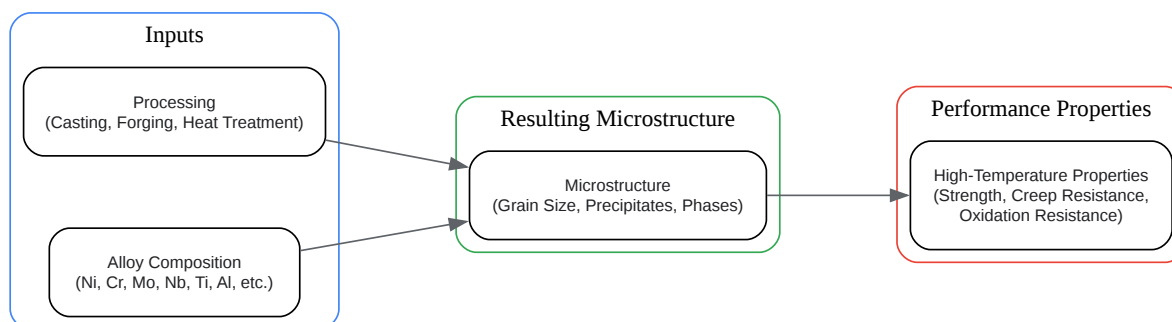 Inputs
Processing
(Casting, Forging, Heat Treatment)
Alloy Composition
(Ni, Cr, Mo, Nb, Ti, Al, etc.)
Resulting Microstructure
Microstructure
(Grain Size, Precipitates, Phases)
Performance Properties
High-Temperature Properties
(Strength, Creep Resistance,
Oxidation Resistance)